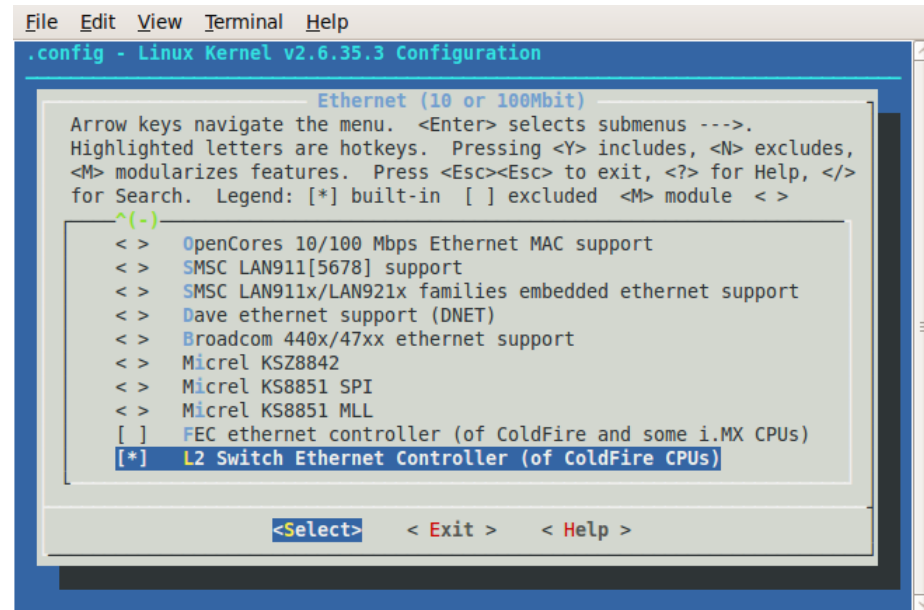 File Edit View Terminal Help
.config - Linux Kernel v2.6.35.3 Configuration
Ethernet (10 or 100Mbit)
Arrow keys navigate the menu. <Enter> selects submenus --->.
Highlighted letters are hotkeys. Pressing <Y> includes, <N> excludes,
<M> modularizes features. Press <Esc><Esc> to exit, <?> for Help, </>
for Search. Legend: [*] built-in [ ] excluded <M> module < >
^(-)
< > OpenCores 10/100 Mbps Ethernet MAC support
< > SMSC LAN911[5678] support
< > SMSC LAN911x/LAN921x families embedded ethernet support
< > Dave ethernet support (DNET)
< > Broadcom 440x/47xx ethernet support
< > Micrel KSZ8842
< > Micrel KS8851 SPI
< > Micrel KS8851 MLL
[ ] FEC ethernet controller (of ColdFire and some i.MX CPUs)
[*] L2 Switch Ethernet Controller (of ColdFire CPUs)
<Select> < Exit > < Help >